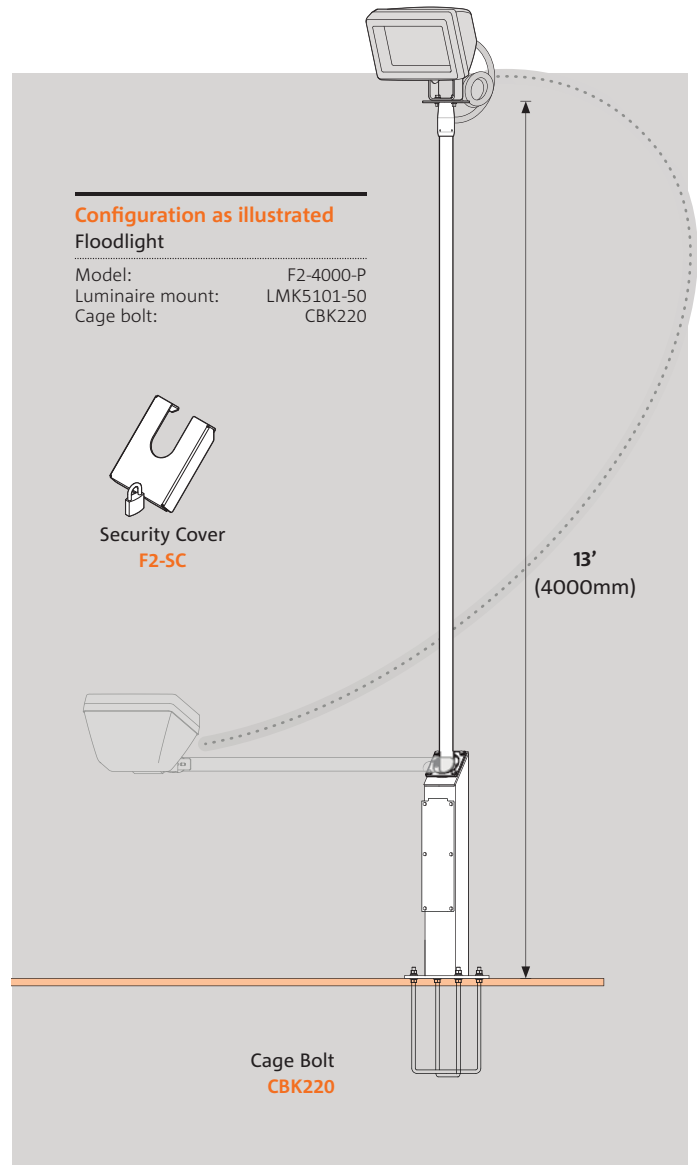 Configuration as illustrated
Floodlight
Model: F2-4000-P
Luminaire mount: LMK5101-50
Cage bolt: CBK220
Security Cover
F2-SC
13’
(4000mm)
Cage Bolt
CBK220